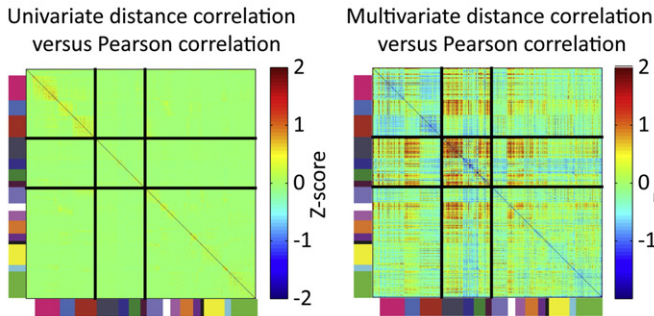 Univariate distance correlation
versus Pearson correlation
Multivariate distance correlation
versus Pearson correlation
2
1
0
-1
-2
Z-score
2
1
0
-1